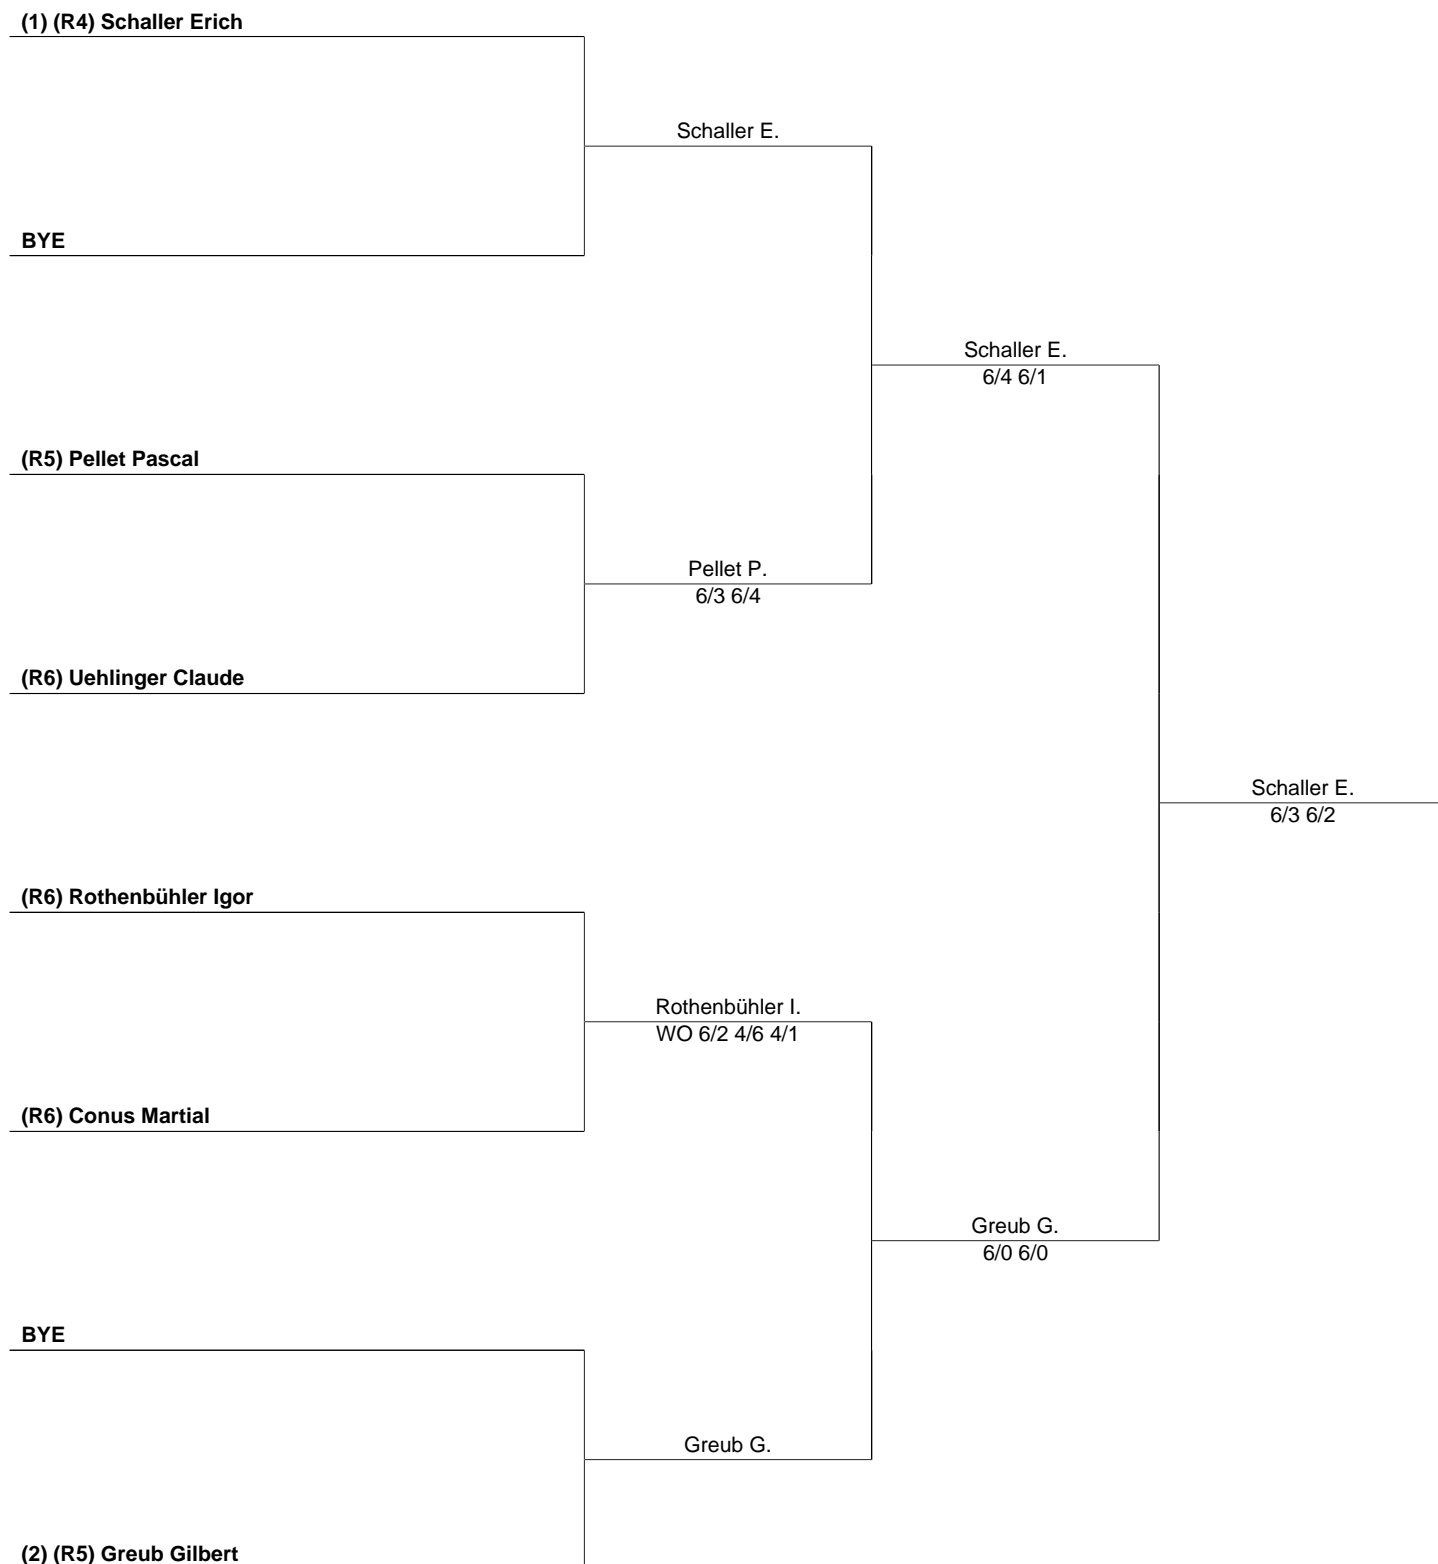 (1) (R4) Schaller Erich
Schaller E.
BYE
Schaller E.
6/4 6/1
(R5) Pellet Pascal
Pellet P.
6/3 6/4
(R6) Uehlinger Claude
Schaller E.
6/3 6/2
(R6) Rothenbühler Igor
Rothenbühler I.
WO 6/2 4/6 4/1
(R6) Conus Martial
Greub G.
6/0 6/0
BYE
Greub G.
(2) (R5) Greub Gilbert